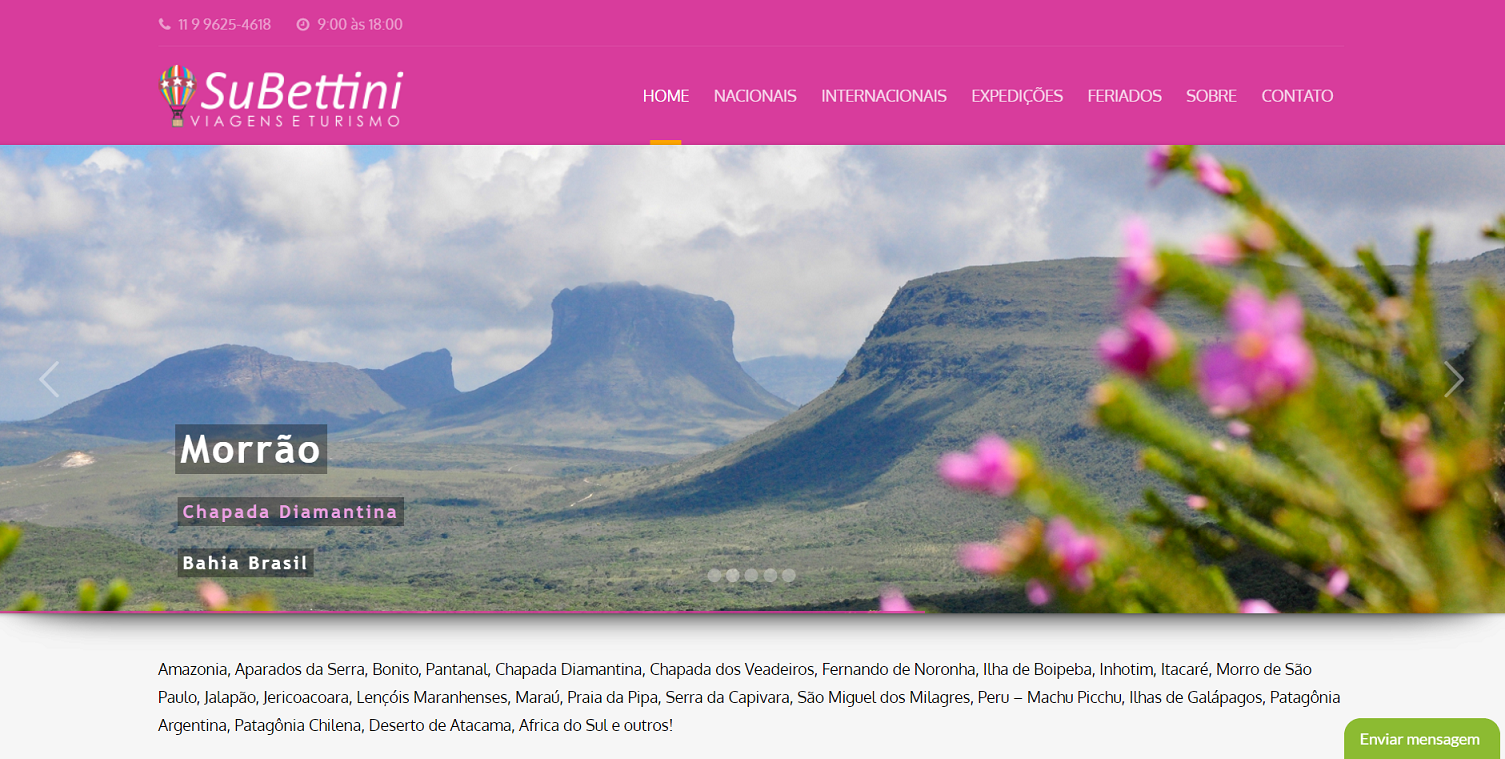 11 9 9625-4618 9:00 às 18:00
SuBettini
VIAGENS E TURISMO
HOME NACIONAIS INTERNACIONAIS EXPEDIÇÕES FERIADOS SOBRE CONTATO
Morrão
Chapada Diamantina
Bahia Brasil
Amazonia, Aparados da Serra, Bonito, Pantanal, Chapada Diamantina, Chapada dos Veadeiros, Fernando de Noronha, Ilha de Boipeba, Inhotim, Itacaré, Morro de São
Paulo, Jalapão, Jericoacoara, Lençóis Maranhenses, Maraú, Praia da Pipa, Serra da Capivara, São Miguel dos Milagres, Peru – Machu Picchu, Ilhas de Galápagos, Patagônia
Argentina, Patagônia Chilena, Deserto de Atacama, Africa do Sul e outros!
Enviar mensagem